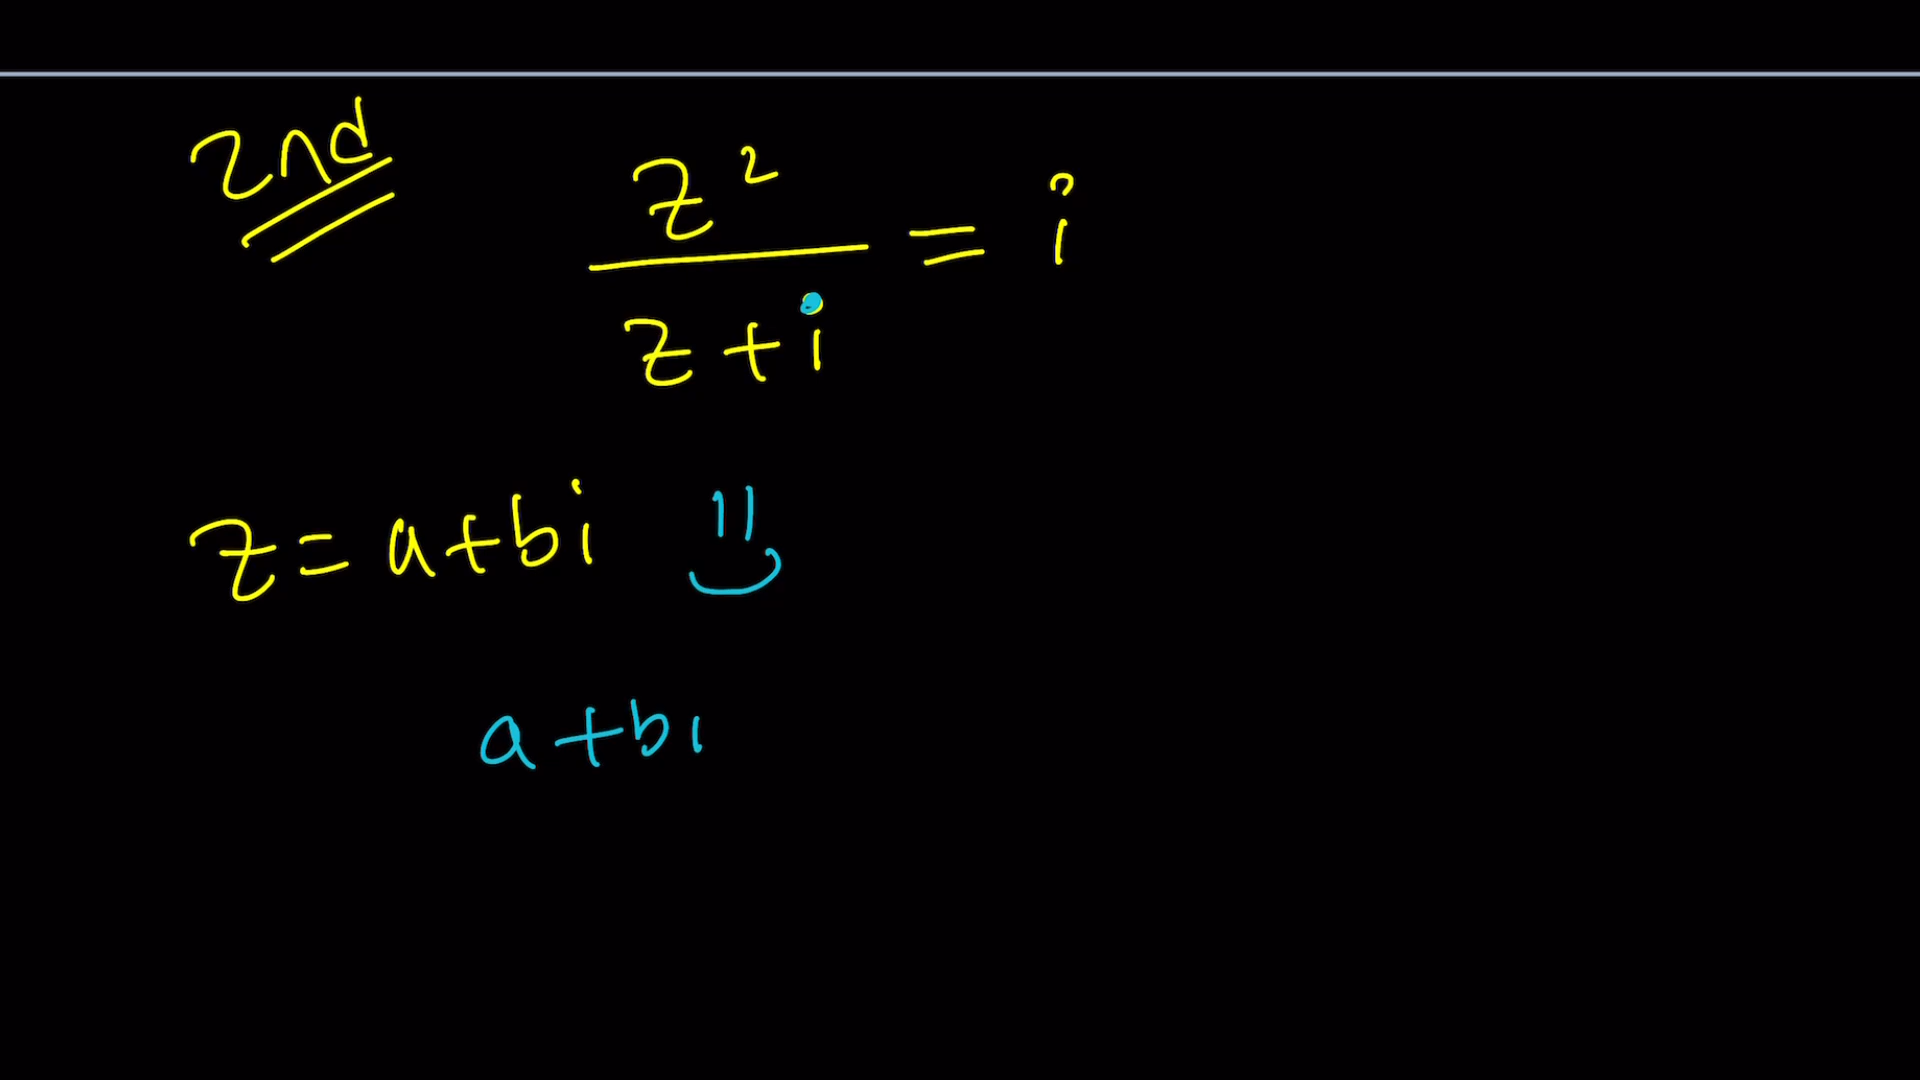 2nd
z²/(z+i) = i
z = a+bi
a+bi